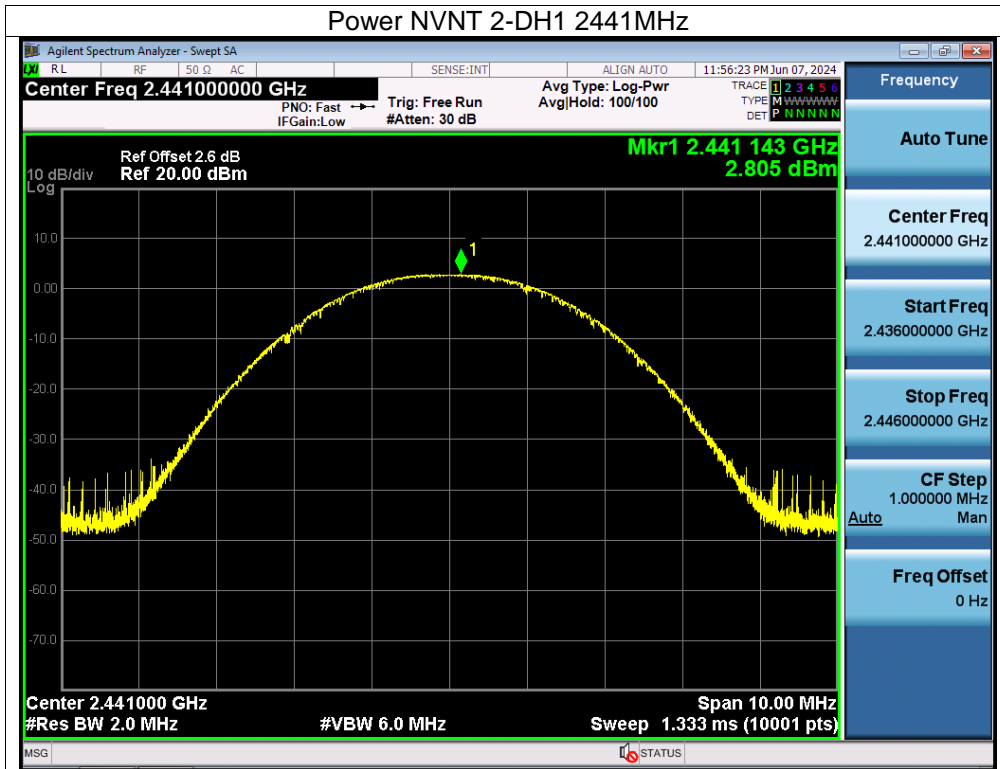 Power NVNT 2-DH1 2441MHz
Agilent Spectrum Analyzer - Swept SA
LXI RL RF 50 Ω AC SENSE:INT ALIGN AUTO 11:56:23 PM Jun 07, 2024
Center Freq 2.441000000 GHz
PNO: Fast
IFGain:Low
Trig: Free Run
#Atten: 30 dB
Avg Type: Log-Pwr
Avg|Hold: 100/100
TRACE 1 2 3 4 5 6
TYPE M WWWWW
DET P N N N N N
Mkr1 2.441 143 GHz
2.805 dBm
Ref Offset 2.6 dB
10 dB/div Ref 20.00 dBm
Log
1
10.0
0.00
-10.0
-20.0
-30.0
-40.0
-50.0
-60.0
-70.0
Center 2.441000 GHz Span 10.00 MHz
#Res BW 2.0 MHz #VBW 6.0 MHz Sweep 1.333 ms (10001 pts)
MSG STATUS
Frequency
Auto Tune
Center Freq
2.441000000 GHz
Start Freq
2.436000000 GHz
Stop Freq
2.446000000 GHz
CF Step
1.000000 MHz
Auto Man
Freq Offset
0 Hz